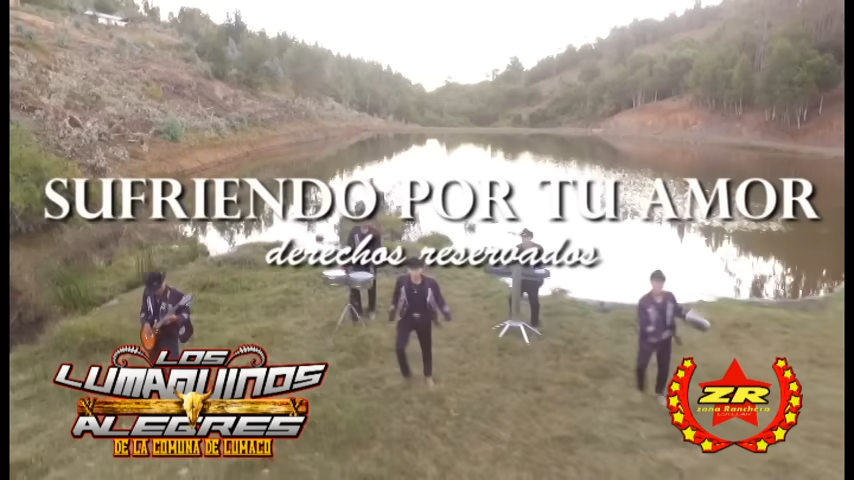 SUFRIENDO POR TU AMOR
derechos reservados
LOS
LUMAQUINOS
ALEGRES
DE LA COMUNA DE LUMACO
ZR
zona Ranchera